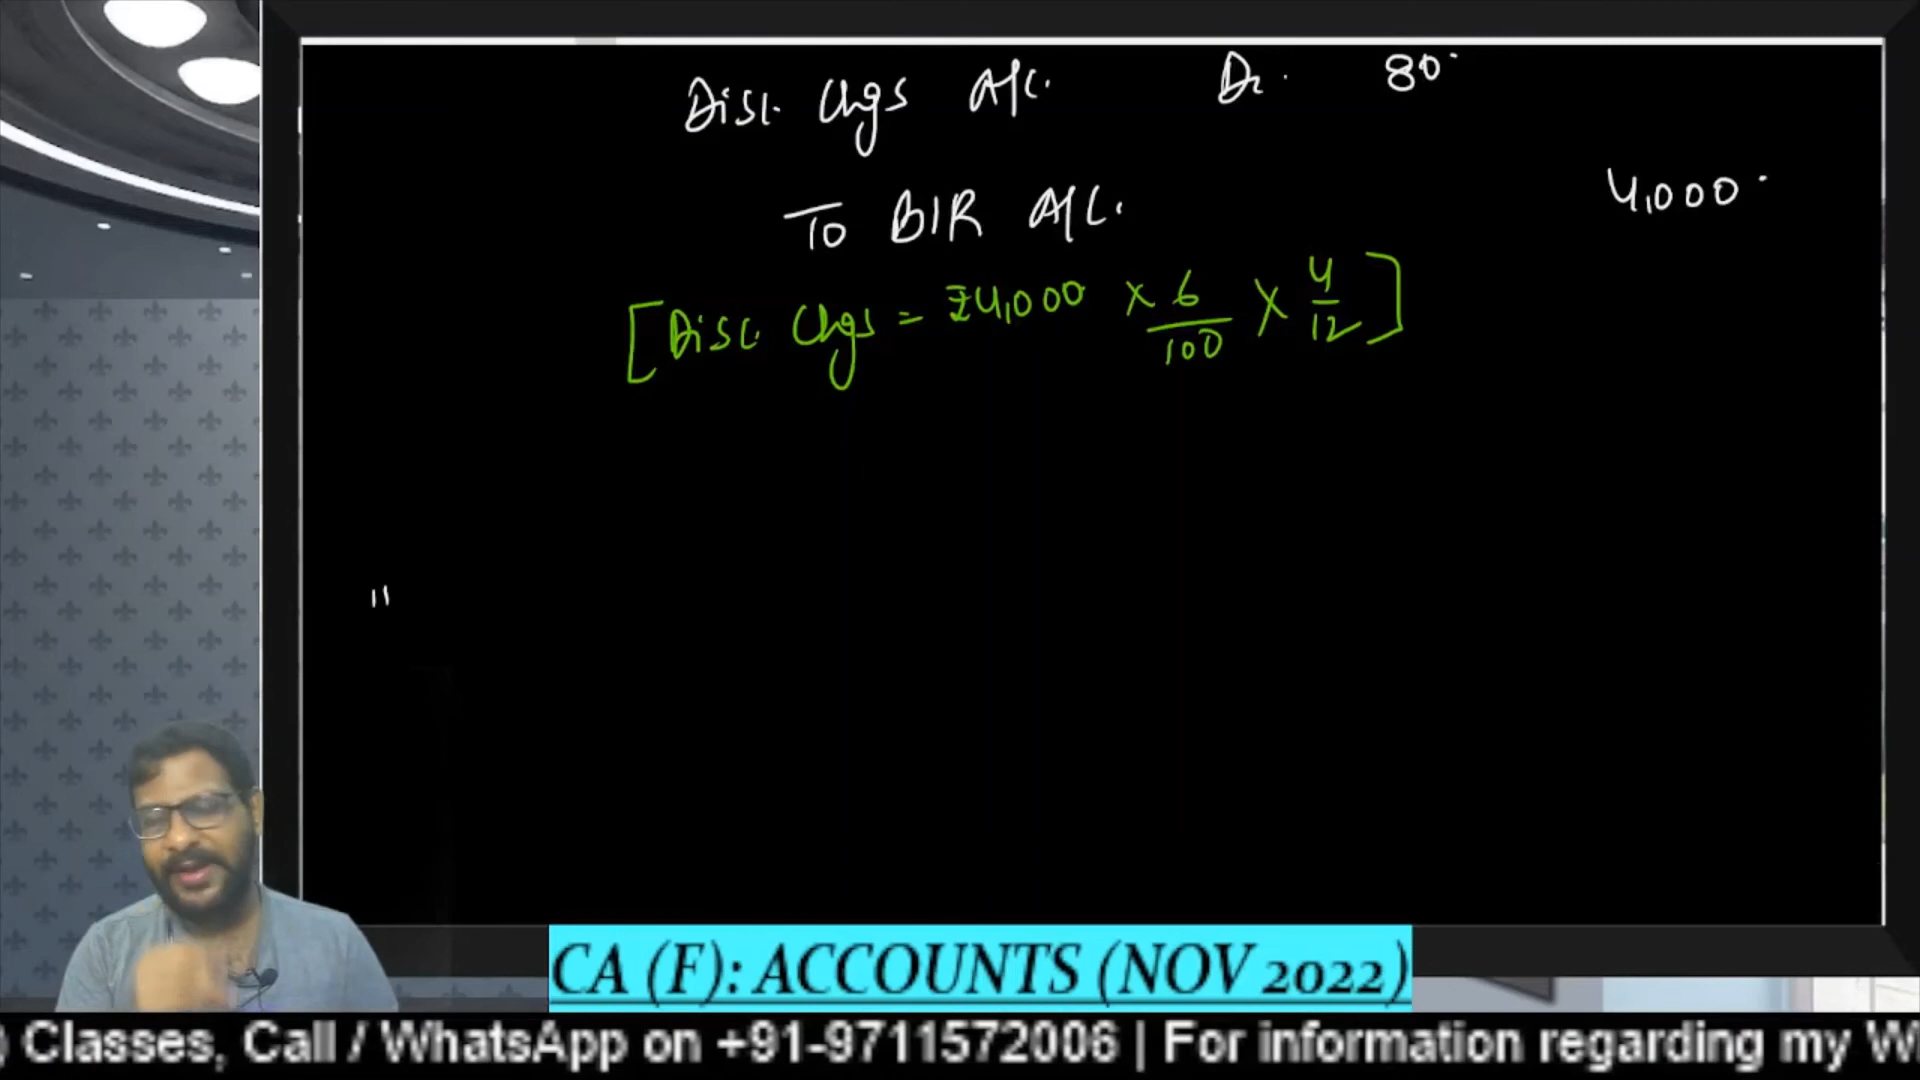 Disc. Chgs A/c. Dr. 80
To B/R A/c. 4,000
[Disc. Chgs = ₹4,000 × 6/100 × 4/12]
"
CA (F): ACCOUNTS (NOV 2022)
) Classes, Call / WhatsApp on +91-9711572006 | For information regarding my W